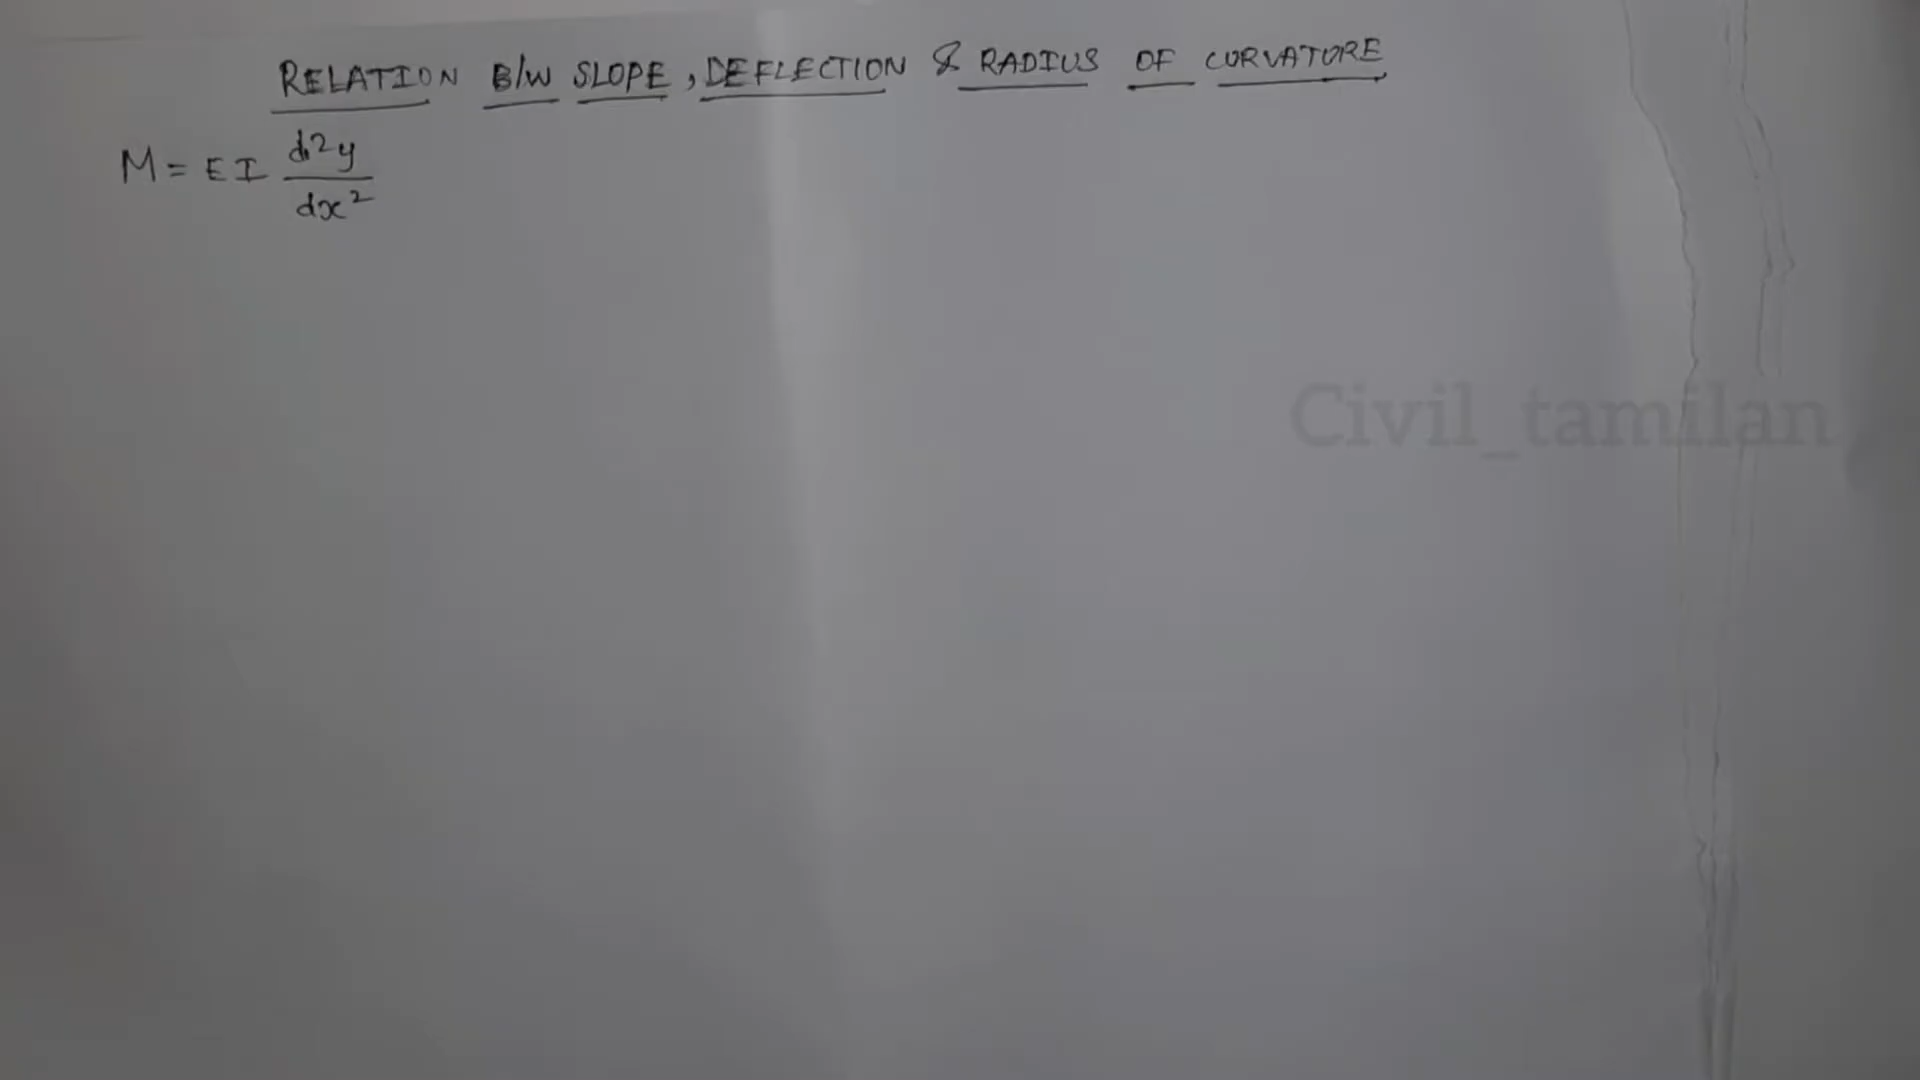 RELATION B/W SLOPE, DEFLECTION & RADIUS OF CURVATURE
M = EI d²y/dx²
Civil_tamilan